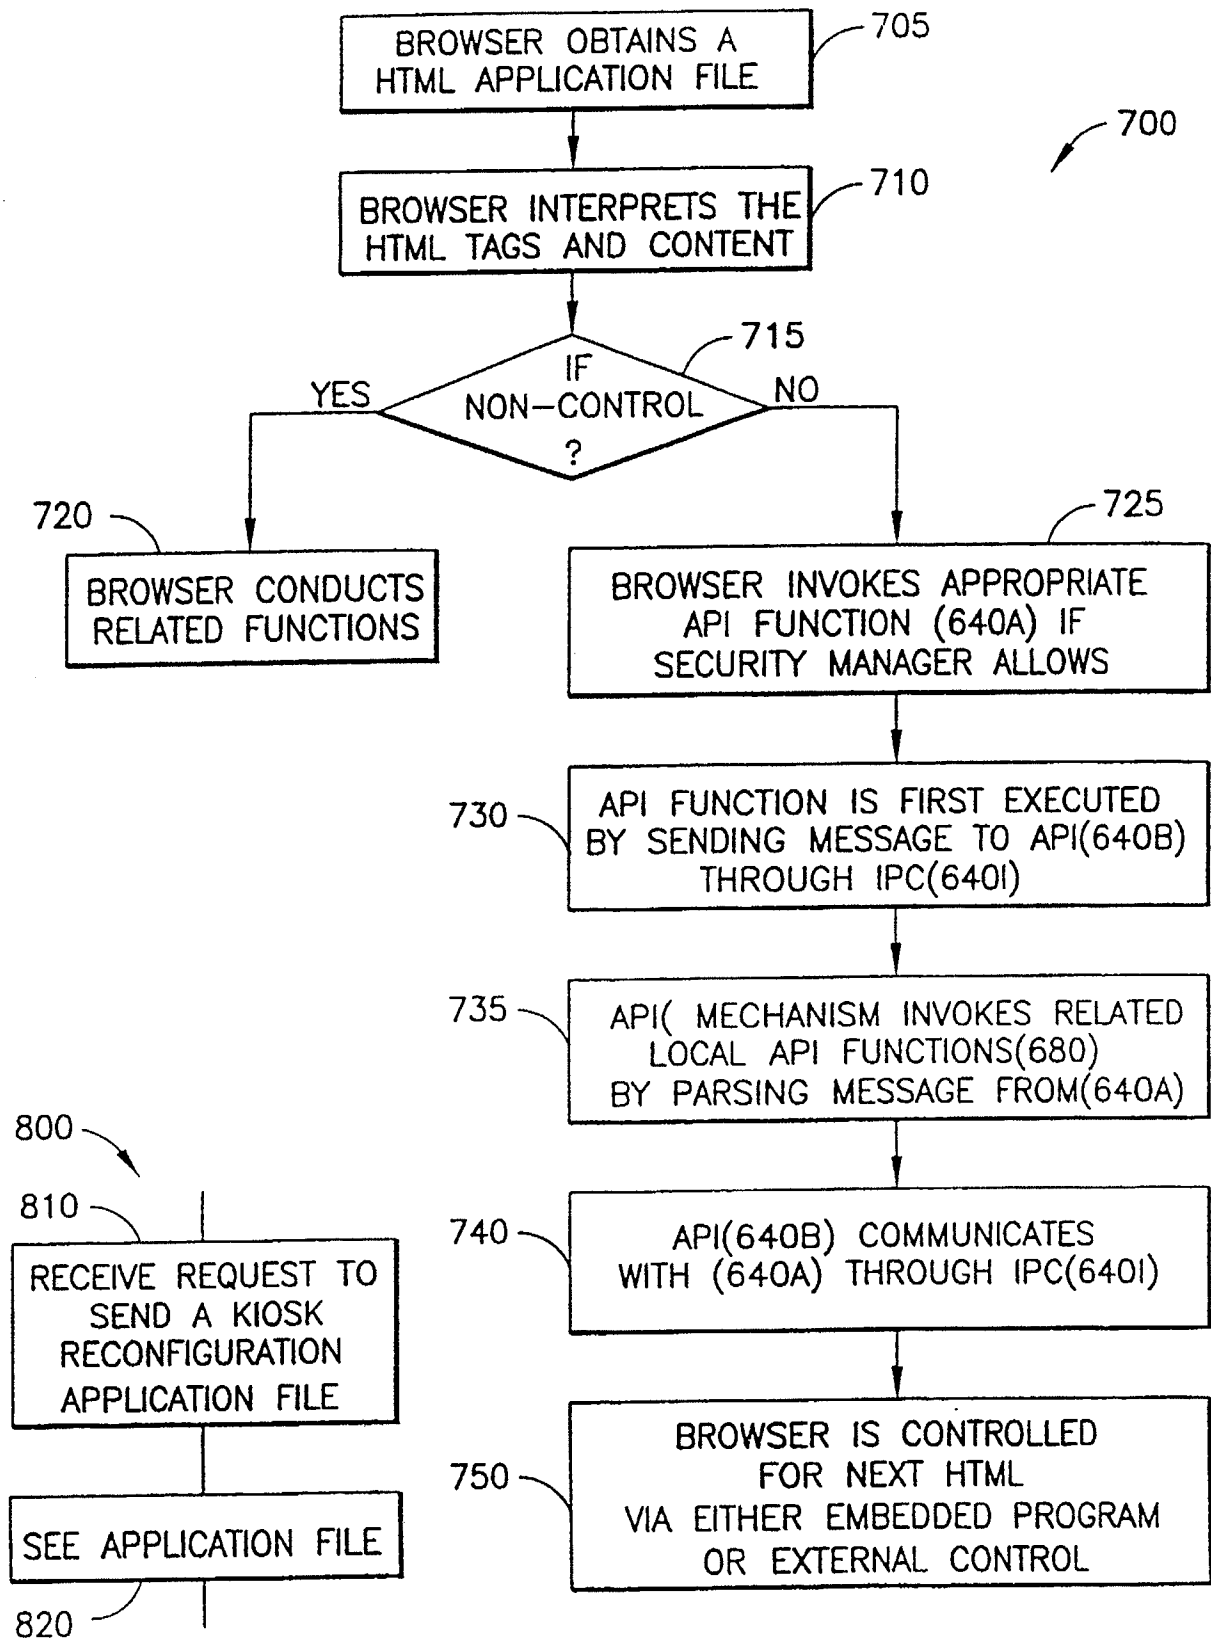 BROWSER OBTAINS A
HTML APPLICATION FILE
705
700
BROWSER INTERPRETS THE
HTML TAGS AND CONTENT
710
715
IF
NON-CONTROL
?
YES
NO
720
BROWSER CONDUCTS
RELATED FUNCTIONS
725
BROWSER INVOKES APPROPRIATE
API FUNCTION (640A) IF
SECURITY MANAGER ALLOWS
730
API FUNCTION IS FIRST EXECUTED
BY SENDING MESSAGE TO API(640B)
THROUGH IPC(640I)
735
API( MECHANISM INVOKES RELATED
LOCAL API FUNCTIONS(680)
BY PARSING MESSAGE FROM(640A)
740
API(640B) COMMUNICATES
WITH (640A) THROUGH IPC(640I)
750
BROWSER IS CONTROLLED
FOR NEXT HTML
VIA EITHER EMBEDDED PROGRAM
OR EXTERNAL CONTROL
800
810
RECEIVE REQUEST TO
SEND A KIOSK
RECONFIGURATION
APPLICATION FILE
SEE APPLICATION FILE
820